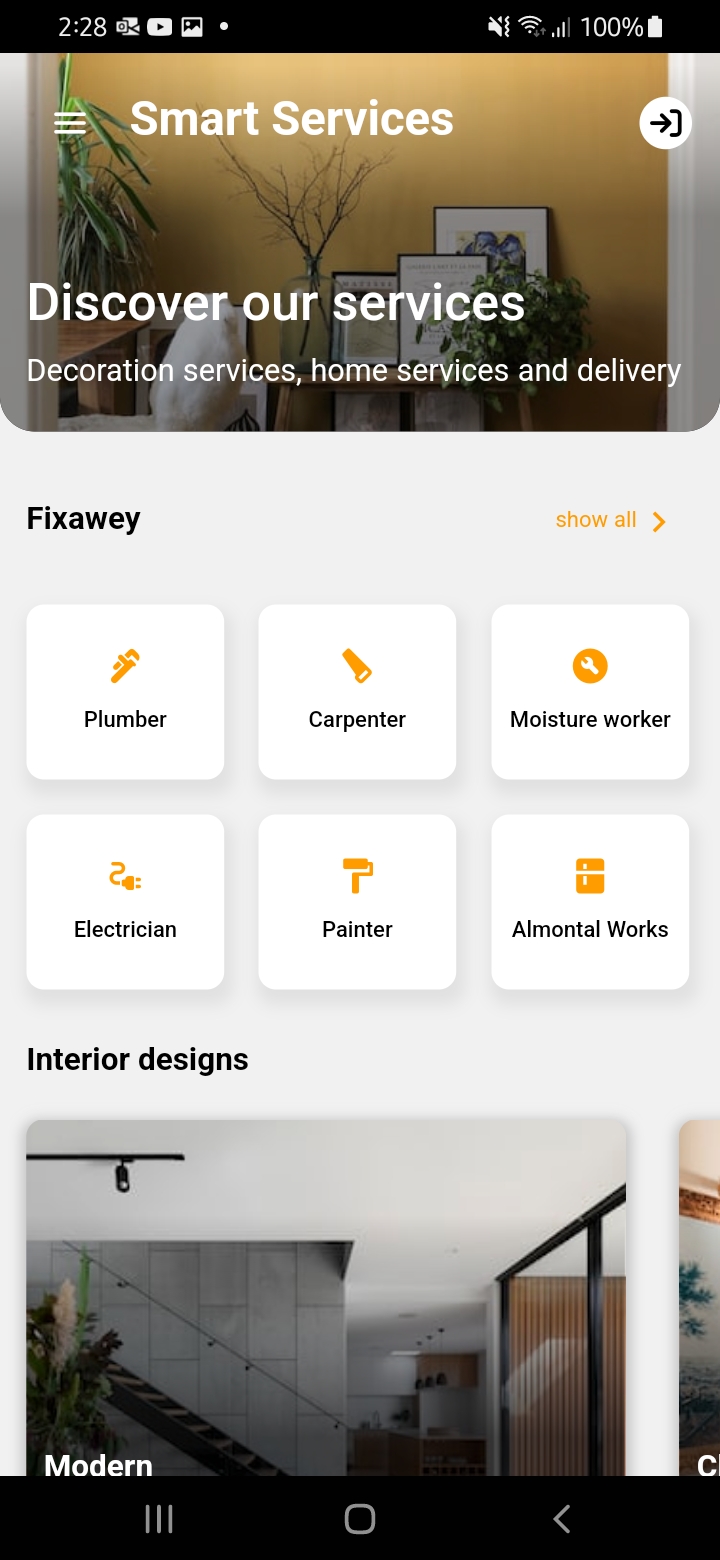 2:28
100%
Smart Services
Discover our services
Decoration services, home services and delivery
Fixawey
show all
Plumber
Carpenter
Moisture worker
Electrician
Painter
Almontal Works
Interior designs
Modern